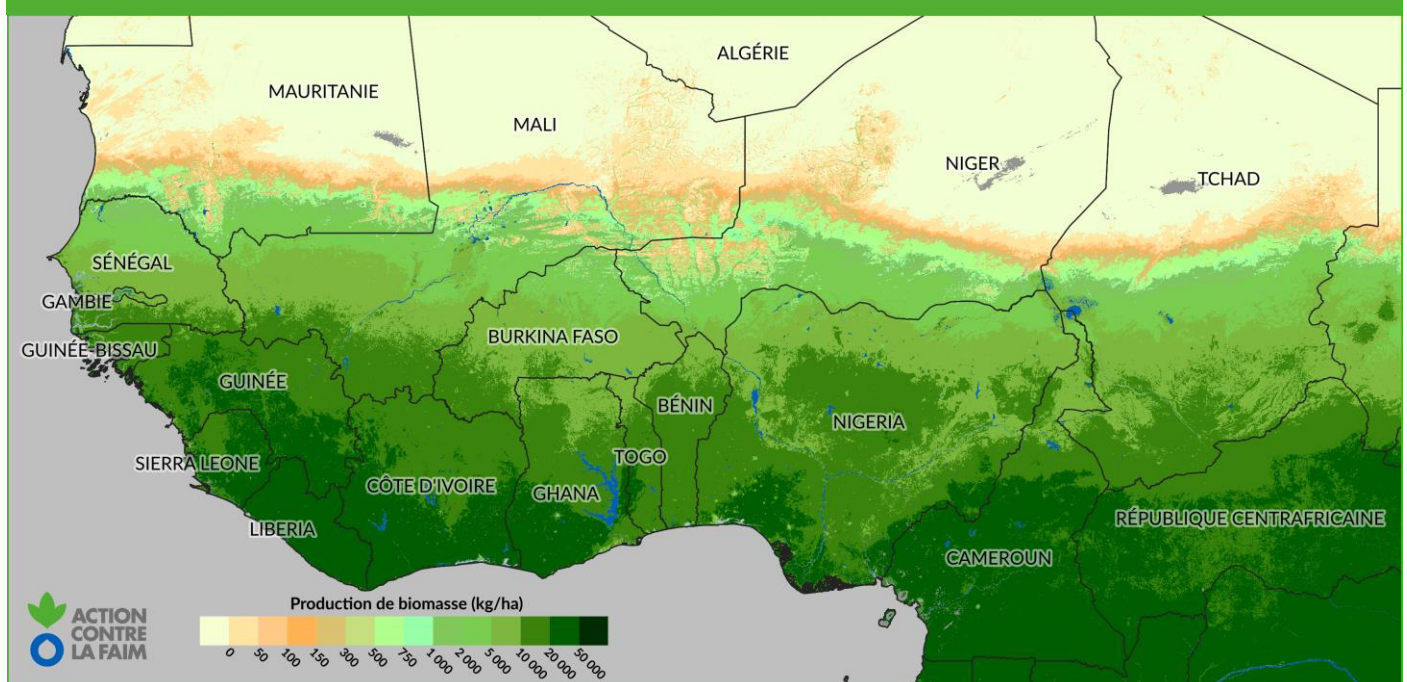 ALGÉRIE
MAURITANIE
MALI
NIGER
TCHAD
SÉNÉGAL
GAMBIE
BURKINA FASO
GUINÉE-BISSAU
GUINÉE
BÉNIN
NIGERIA
TOGO
SIERRA LEONE
CÔTE D'IVOIRE
GHANA
LIBERIA
RÉPUBLIQUE CENTRAFRICAINE
CAMEROUN
ACTION
CONTRE
LA FAIM
Production de biomasse (kg/ha)
0
50
100
150
300
500
750
1 000
2 000
5 000
10 000
20 000
50 000